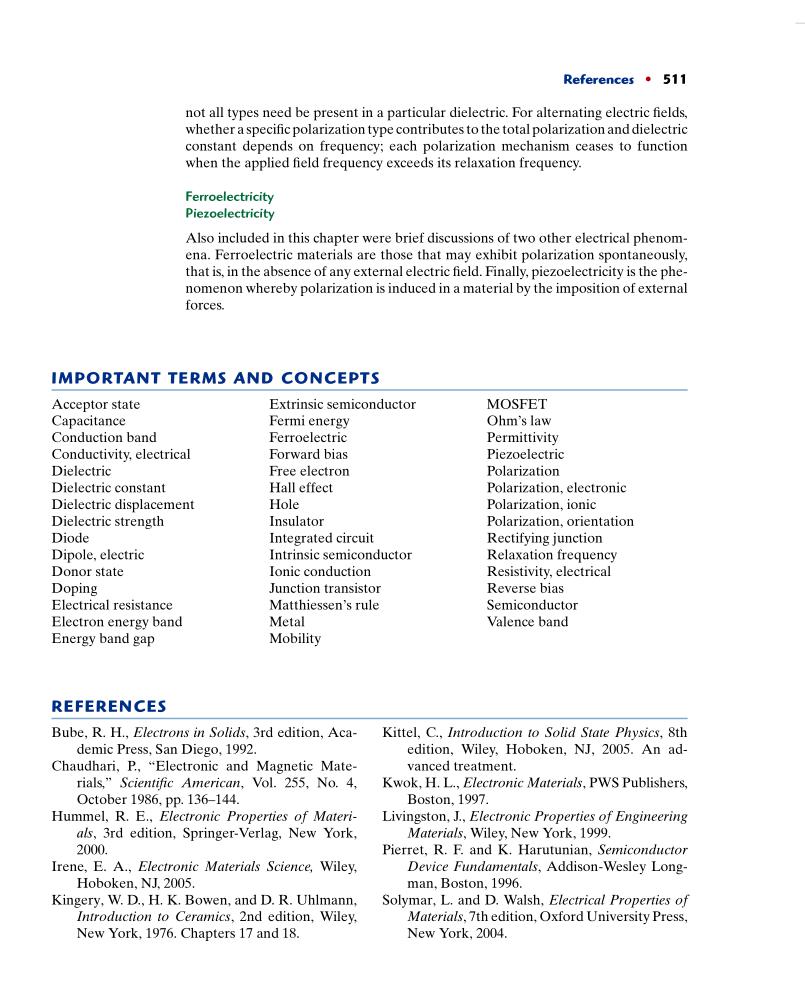 References • 511
not all types need be present in a particular dielectric. For alternating electric fields,
whether a specific polarization type contributes to the total polarization and dielectric
constant depends on frequency; each polarization mechanism ceases to function
when the applied field frequency exceeds its relaxation frequency.
Ferroelectricity
Piezoelectricity
Also included in this chapter were brief discussions of two other electrical phenom-
ena. Ferroelectric materials are those that may exhibit polarization spontaneously,
that is, in the absence of any external electric field. Finally, piezoelectricity is the phe-
nomenon whereby polarization is induced in a material by the imposition of external
forces.
IMPORTANT TERMS AND CONCEPTS
Acceptor state
Capacitance
Conduction band
Conductivity, electrical
Dielectric
Dielectric constant
Dielectric displacement
Dielectric strength
Diode
Dipole, electric
Donor state
Doping
Electrical resistance
Electron energy band
Energy band gap
Extrinsic semiconductor
Fermi energy
Ferroelectric
Forward bias
Free electron
Hall effect
Hole
Insulator
Integrated circuit
Intrinsic semiconductor
Ionic conduction
Junction transistor
Matthiessen's rule
Metal
Mobility
MOSFET
Ohm's law
Permittivity
Piezoelectric
Polarization
Polarization, electronic
Polarization, ionic
Polarization, orientation
Rectifying junction
Relaxation frequency
Resistivity, electrical
Reverse bias
Semiconductor
Valence band
REFERENCES
Bube, R. H., Electrons in Solids, 3rd edition, Aca-
demic Press, San Diego, 1992.
Chaudhari, P., “Electronic and Magnetic Mate-
rials,” Scientific American, Vol. 255, No. 4,
October 1986, pp. 136–144.
Hummel, R. E., Electronic Properties of Materi-
als, 3rd edition, Springer-Verlag, New York,
2000.
Irene, E. A., Electronic Materials Science, Wiley,
Hoboken, NJ, 2005.
Kingery, W. D., H. K. Bowen, and D. R. Uhlmann,
Introduction to Ceramics, 2nd edition, Wiley,
New York, 1976. Chapters 17 and 18.
Kittel, C., Introduction to Solid State Physics, 8th
edition, Wiley, Hoboken, NJ, 2005. An ad-
vanced treatment.
Kwok, H. L., Electronic Materials, PWS Publishers,
Boston, 1997.
Livingston, J., Electronic Properties of Engineering
Materials, Wiley, New York, 1999.
Pierret, R. F. and K. Harutunian, Semiconductor
Device Fundamentals, Addison-Wesley Long-
man, Boston, 1996.
Solymar, L. and D. Walsh, Electrical Properties of
Materials, 7th edition, Oxford University Press,
New York, 2004.